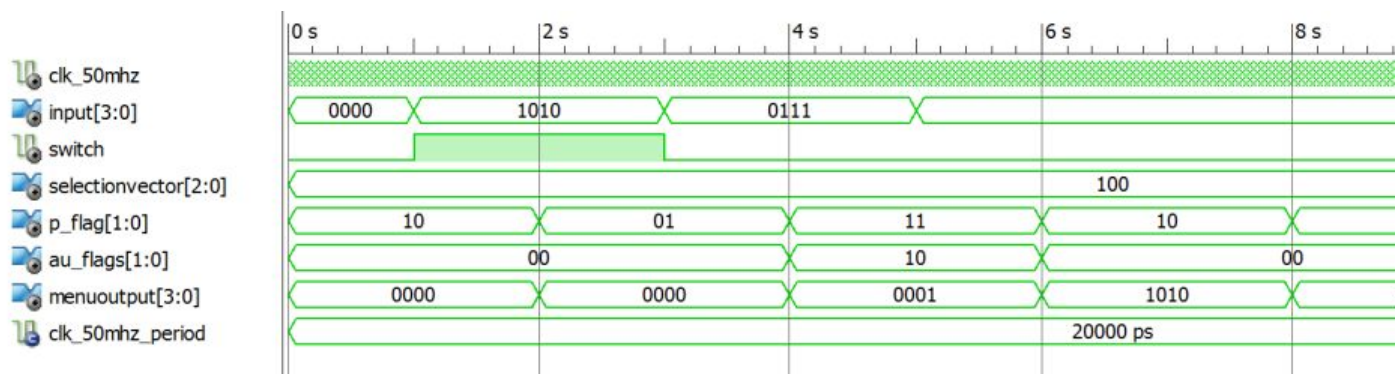 0 s 2 s 4 s 6 s 8 s
clk_50mhz
input[3:0] 0000 1010 0111
switch
selectionvector[2:0] 100
p_flag[1:0] 10 01 11 10
au_flags[1:0] 00 10 00
menuoutput[3:0] 0000 0000 0001 1010
clk_50mhz_period 20000 ps